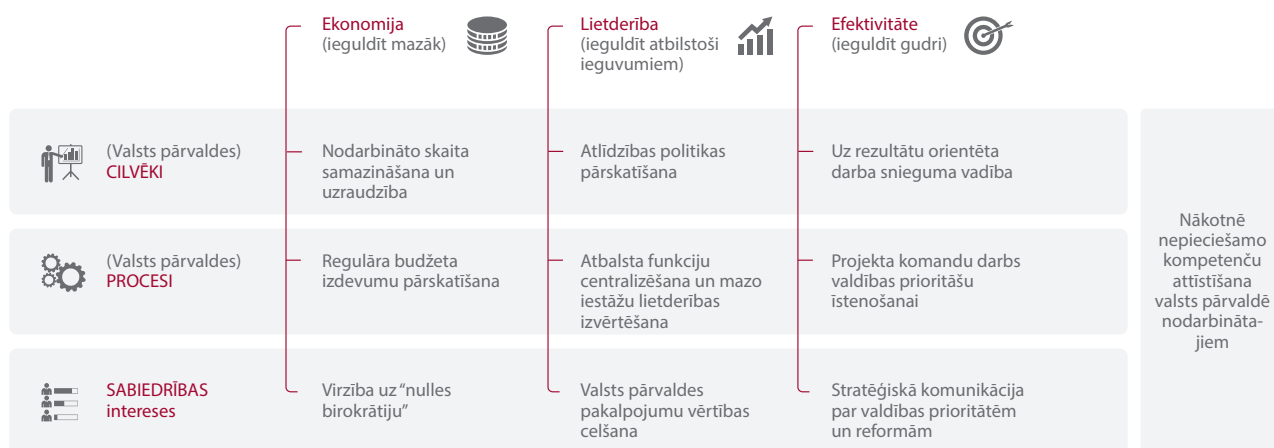 Ekonomija
(ieguldīt mazāk)
Lietderība
(ieguldīt atbilstoši
ieguvumiem)
Efektivitāte
(ieguldīt gudri)
(Valsts pārvaldes)
CILVĒKI
Nodarbināto skaita
samazināšana un
uzraudzība
Atlīdzības politikas
pārskatīšana
Uz rezultātu orientēta
darba snieguma vadība
(Valsts pārvaldes)
PROCESI
Regulāra budžeta
izdevumu pārskatīšana
Atbalsta funkciju
centralizēšana un mazo
iestāžu lietderības
izvērtēšana
Projekta komandu darbs
valdības prioritāšu
īstenošanai
SABIEDRĪBAS
intereses
Virzība uz “nulles
birokrātiju”
Valsts pārvaldes
pakalpojumu vērtības
celšana
Stratēģiskā komunikācija
par valdības prioritātēm
un reformām
Nākotnē
nepieciešamo
kompetenču
attīstīšana
valsts pārvaldē
nodarbināta-
jiem